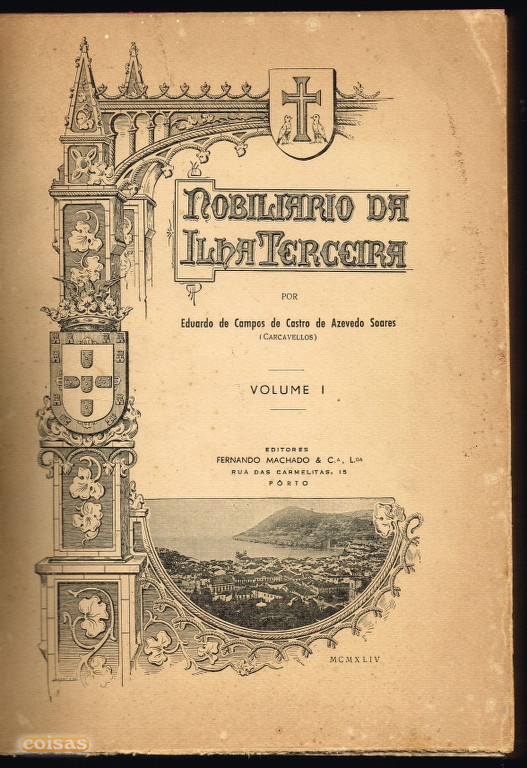 NOBILIARIO DA
ILHA TERCEIRA
POR
Eduardo de Campos de Castro de Azevedo Soares
(CARCAVELLOS)
VOLUME I
EDITORES
FERNANDO MACHADO & C.ª, L.DA
RUA DAS CARMELITAS, 15
PÔRTO
MCMXLIV
coisas